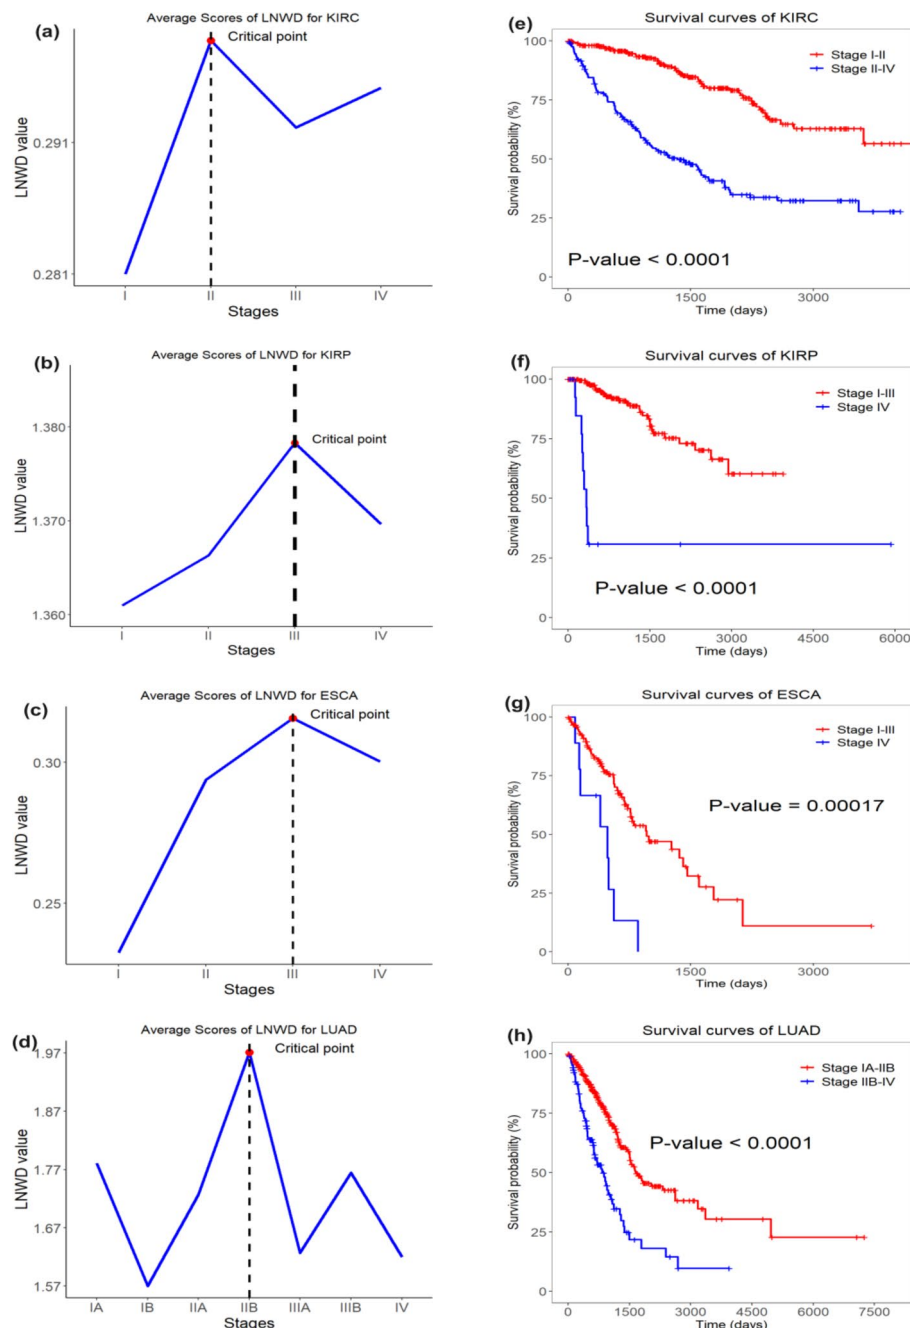 (a)
Average Scores of LNWD for KIRC
Critical point
LNWD value
0.291
0.281
I II III IV
Stages
(e)
Survival curves of KIRC
Stage I-II
Stage II-IV
Survival probability (%)
100
75
50
25
0
P-value < 0.0001
0 1500 3000
Time (days)
(b)
Average Scores of LNWD for KIRP
Critical point
LNWD value
1.380
1.370
1.360
I II III IV
Stages
(f)
Survival curves of KIRP
Stage I-III
Stage IV
Survival probability (%)
100
75
50
25
0
P-value < 0.0001
0 1500 3000 4500 6000
Time (days)
(c)
Average Scores of LNWD for ESCA
Critical point
LNWD value
0.30
0.25
I II III IV
Stages
(g)
Survival curves of ESCA
Stage I-III
Stage IV
Survival probability (%)
100
75
50
25
0
P-value = 0.00017
0 1500 3000
Time (days)
(d)
Average Scores of LNWD for LUAD
Critical point
LNWD value
1.97
1.87
1.77
1.67
1.57
IA IB IIA IIB IIIA IIIB IV
Stages
(h)
Survival curves of LUAD
Stage IA-IIB
Stage IIB-IV
Survival probability (%)
100
75
50
25
0
P-value < 0.0001
0 1500 3000 4500 6000 7500
Time (days)